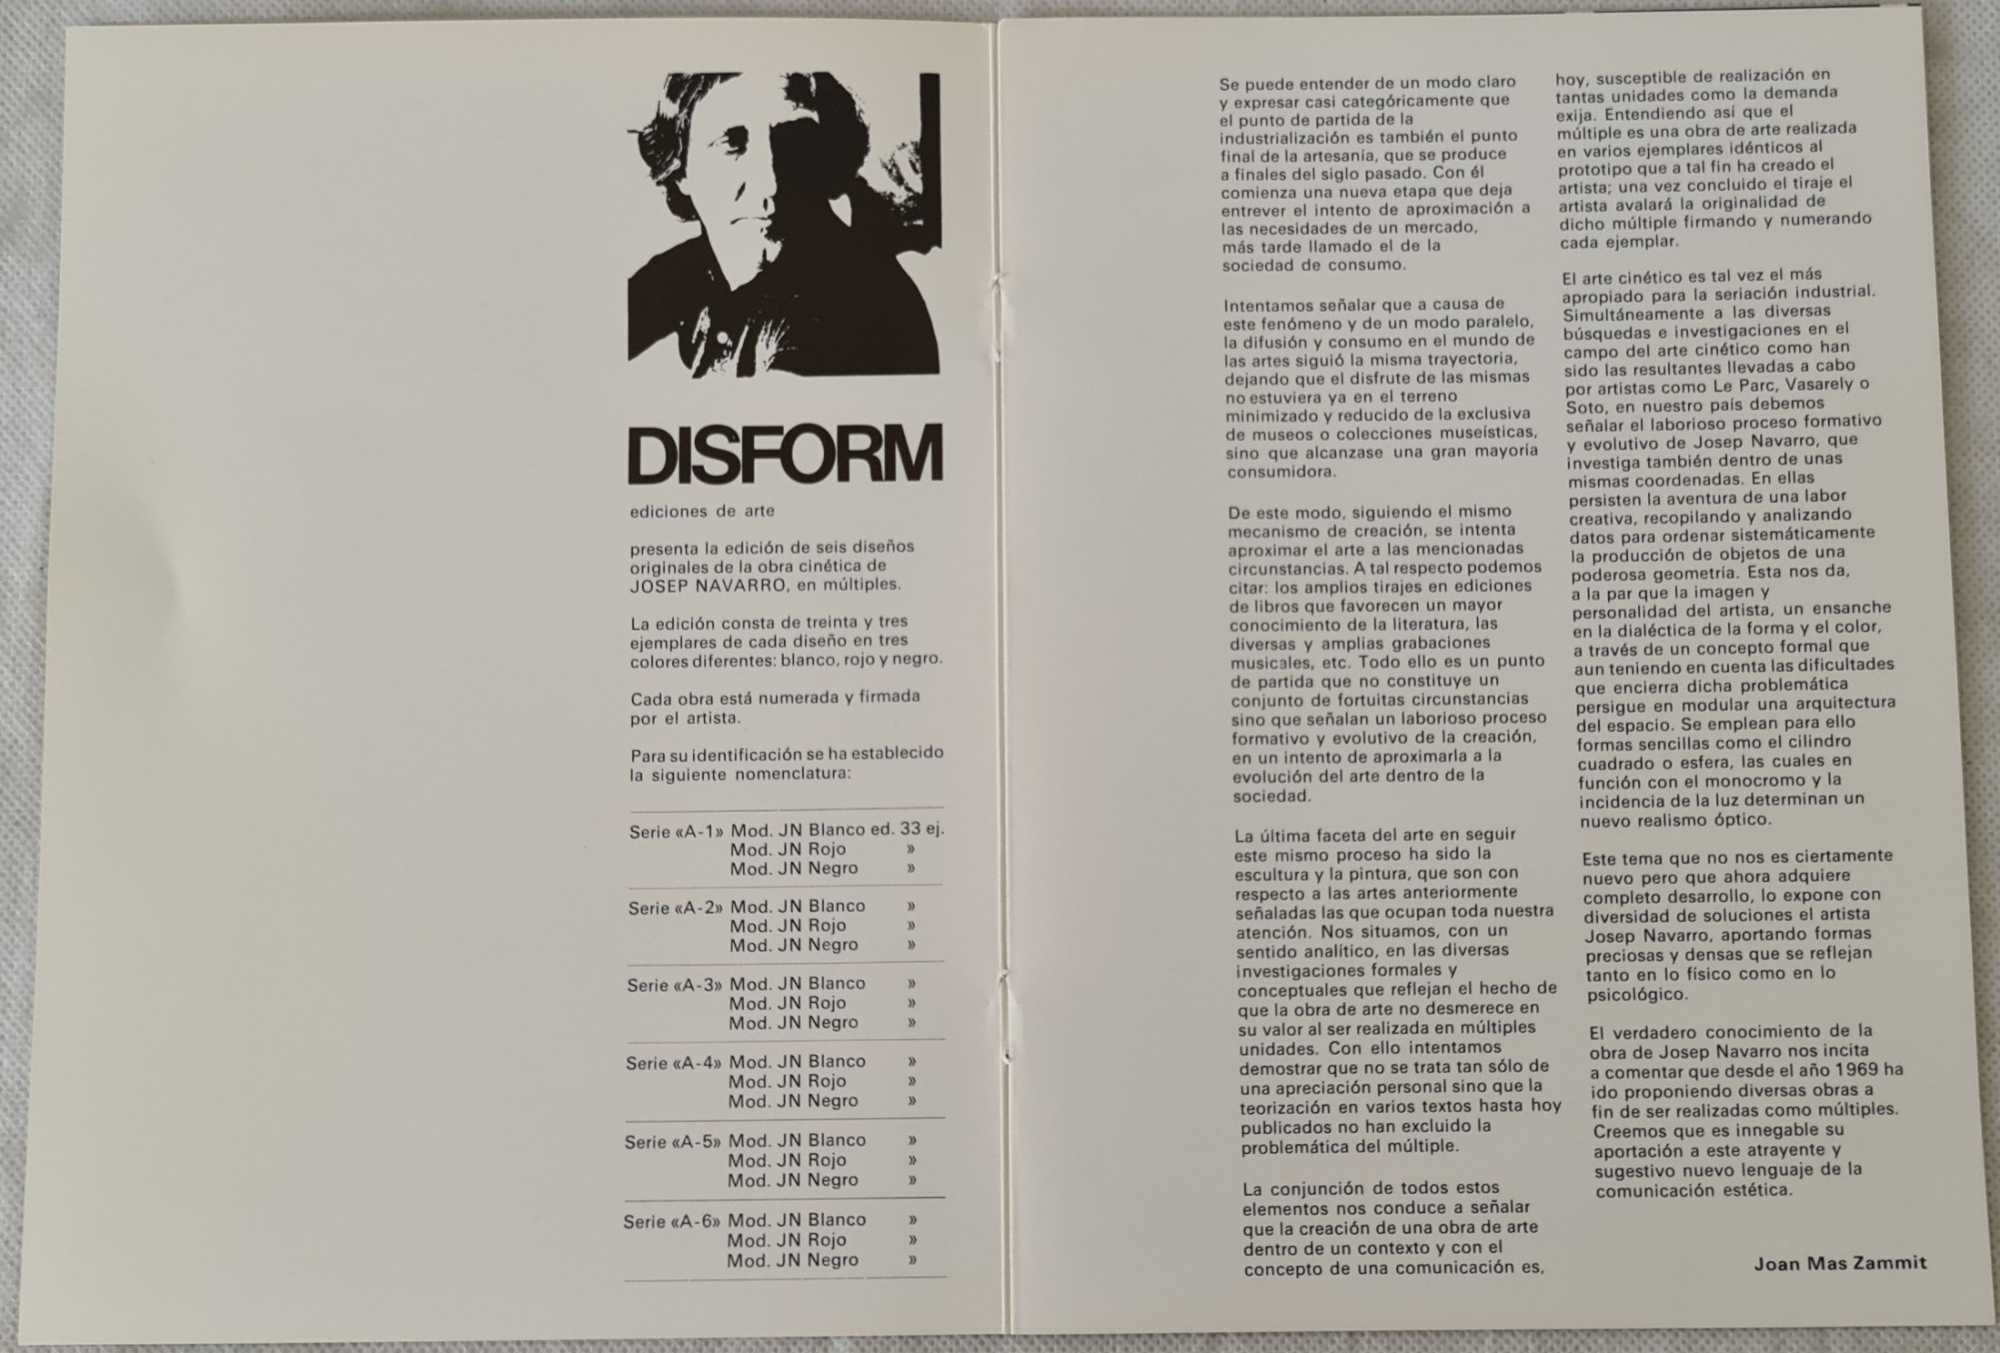 DISFORM
ediciones de arte
presenta la edición de seis diseños
originales de la obra cinética de
JOSEP NAVARRO, en múltiples.
La edición consta de treinta y tres
ejemplares de cada diseño en tres
colores diferentes: blanco, rojo y negro.
Cada obra está numerada y firmada
por el artista.
Para su identificación se ha establecido
la siguiente nomenclatura:
Serie «A-1» Mod. JN Blanco ed. 33 ej.
Mod. JN Rojo »
Mod. JN Negro »
Serie «A-2» Mod. JN Blanco »
Mod. JN Rojo »
Mod. JN Negro »
Serie «A-3» Mod. JN Blanco »
Mod. JN Rojo »
Mod. JN Negro »
Serie «A-4» Mod. JN Blanco »
Mod. JN Rojo »
Mod. JN Negro »
Serie «A-5» Mod. JN Blanco »
Mod. JN Rojo »
Mod. JN Negro »
Serie «A-6» Mod. JN Blanco »
Mod. JN Rojo »
Mod. JN Negro »
Se puede entender de un modo claro
y expresar casi categóricamente que
el punto de partida de la
industrialización es también el punto
final de la artesanía, que se produce
a finales del siglo pasado. Con él
comienza una nueva etapa que deja
entrever el intento de aproximación a
las necesidades de un mercado,
más tarde llamado el de la
sociedad de consumo.
Intentamos señalar que a causa de
este fenómeno y de un modo paralelo,
la difusión y consumo en el mundo de
las artes siguió la misma trayectoria,
dejando que el disfrute de las mismas
no estuviera ya en el terreno
minimizado y reducido de la exclusiva
de museos o colecciones museísticas,
sino que alcanzase una gran mayoría
consumidora.
De este modo, siguiendo el mismo
mecanismo de creación, se intenta
aproximar el arte a las mencionadas
circunstancias. A tal respecto podemos
citar: los amplios tirajes en ediciones
de libros que favorecen un mayor
conocimiento de la literatura, las
diversas y amplias grabaciones
musicales, etc. Todo ello es un punto
de partida que no constituye un
conjunto de fortuitas circunstancias
sino que señalan un laborioso proceso
formativo y evolutivo de la creación,
en un intento de aproximarla a la
evolución del arte dentro de la
sociedad.
La última faceta del arte en seguir
este mismo proceso ha sido la
escultura y la pintura, que son con
respecto a las artes anteriormente
señaladas las que ocupan toda nuestra
atención. Nos situamos, con un
sentido analítico, en las diversas
investigaciones formales y
conceptuales que reflejan el hecho de
que la obra de arte no desmerece en
su valor al ser realizada en múltiples
unidades. Con ello intentamos
demostrar que no se trata tan sólo de
una apreciación personal sino que la
teorización en varios textos hasta hoy
publicados no han excluido la
problemática del múltiple.
La conjunción de todos estos
elementos nos conduce a señalar
que la creación de una obra de arte
dentro de un contexto y con el
concepto de una comunicación es,
hoy, susceptible de realización en
tantas unidades como la demanda
exija. Entendiendo así que el
múltiple es una obra de arte realizada
en varios ejemplares idénticos al
prototipo que a tal fin ha creado el
artista; una vez concluido el tiraje el
artista avalará la originalidad de
dicho múltiple firmando y numerando
cada ejemplar.
El arte cinético es tal vez el más
apropiado para la seriación industrial.
Simultáneamente a las diversas
búsquedas e investigaciones en el
campo del arte cinético como han
sido las resultantes llevadas a cabo
por artistas como Le Parc, Vasarely o
Soto, en nuestro país debemos
señalar el laborioso proceso formativo
y evolutivo de Josep Navarro, que
investiga también dentro de unas
mismas coordenadas. En ellas
persisten la aventura de una labor
creativa, recopilando y analizando
datos para ordenar sistemáticamente
la producción de objetos de una
poderosa geometría. Esta nos da,
a la par que la imagen y
personalidad del artista, un ensanche
en la dialéctica de la forma y el color,
a través de un concepto formal que
aun teniendo en cuenta las dificultades
que encierra dicha problemática
persigue en modular una arquitectura
del espacio. Se emplean para ello
formas sencillas como el cilindro
cuadrado o esfera, las cuales en
función con el monocromo y la
incidencia de la luz determinan un
nuevo realismo óptico.
Este tema que no nos es ciertamente
nuevo pero que ahora adquiere
completo desarrollo, lo expone con
diversidad de soluciones el artista
Josep Navarro, aportando formas
preciosas y densas que se reflejan
tanto en lo físico como en lo
psicológico.
El verdadero conocimiento de la
obra de Josep Navarro nos incita
a comentar que desde el año 1969 ha
ido proponiendo diversas obras a
fin de ser realizadas como múltiples.
Creemos que es innegable su
aportación a este atrayente y
sugestivo nuevo lenguaje de la
comunicación estética.
Joan Mas Zammit